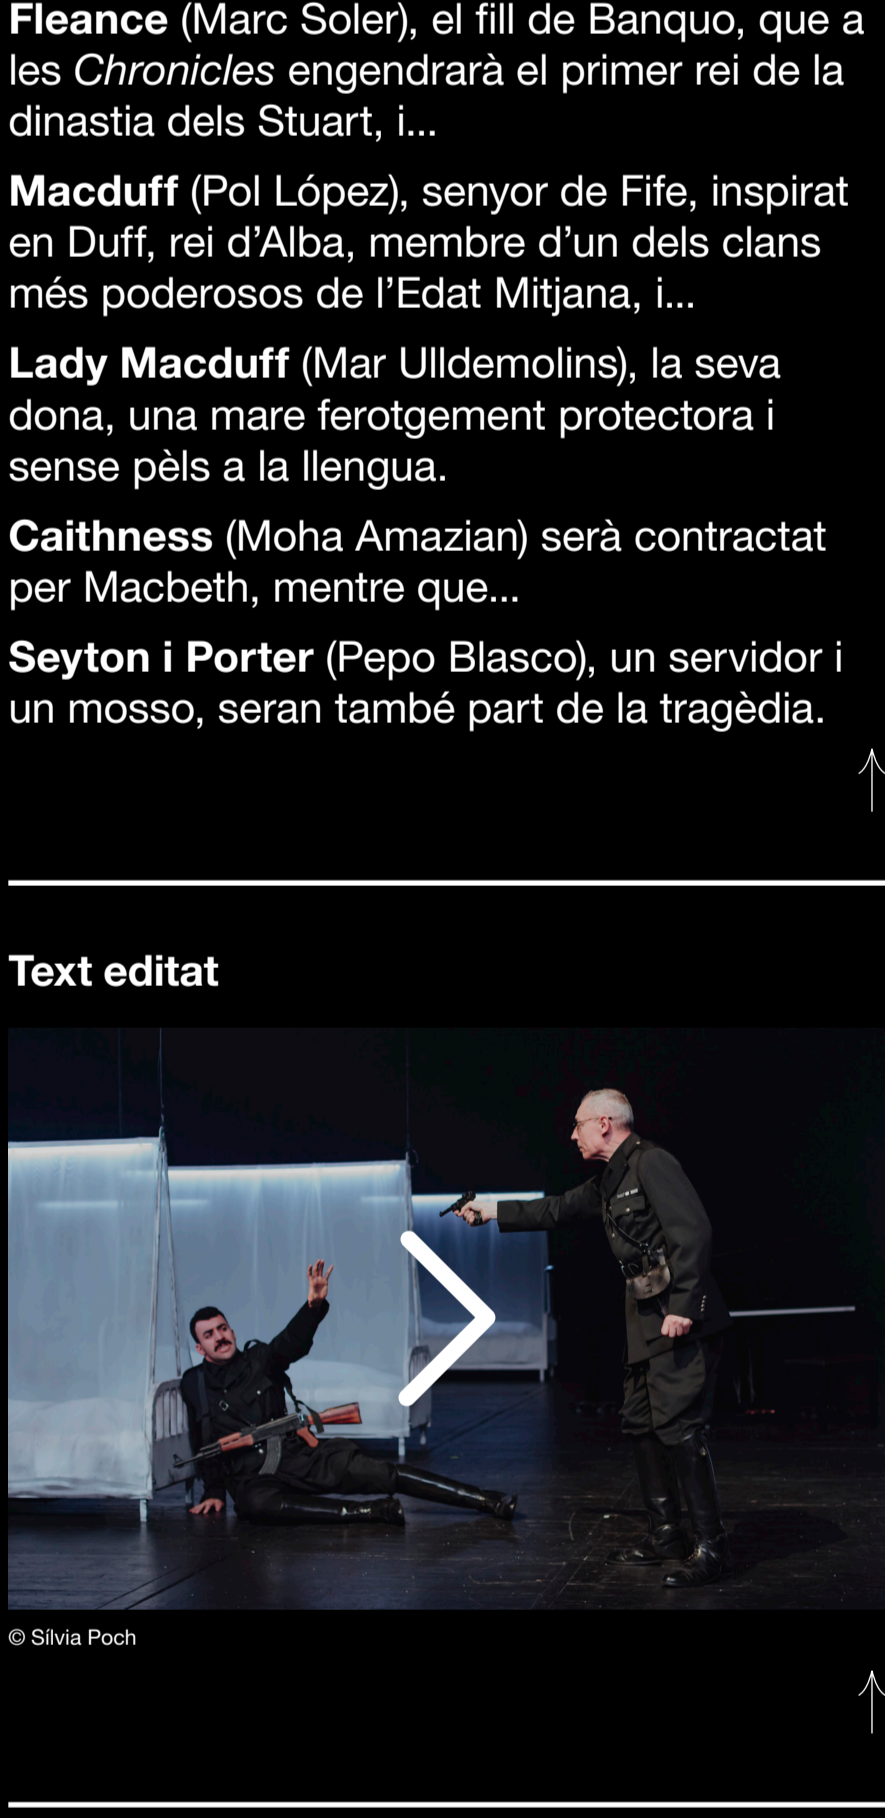 Fleance (Marc Soler), el fill de Banquo, que a
les Chronicles engendrarà el primer rei de la
dinastia dels Stuart, i...
Macduff (Pol López), senyor de Fife, inspirat
en Duff, rei d’Alba, membre d’un dels clans
més poderosos de l’Edat Mitjana, i...
Lady Macduff (Mar Ulldemolins), la seva
dona, una mare ferotgement protectora i
sense pèls a la llengua.
Caithness (Moha Amazian) serà contractat
per Macbeth, mentre que...
Seyton i Porter (Pepo Blasco), un servidor i
un mosso, seran també part de la tragèdia.
Text editat
© Sílvia Poch